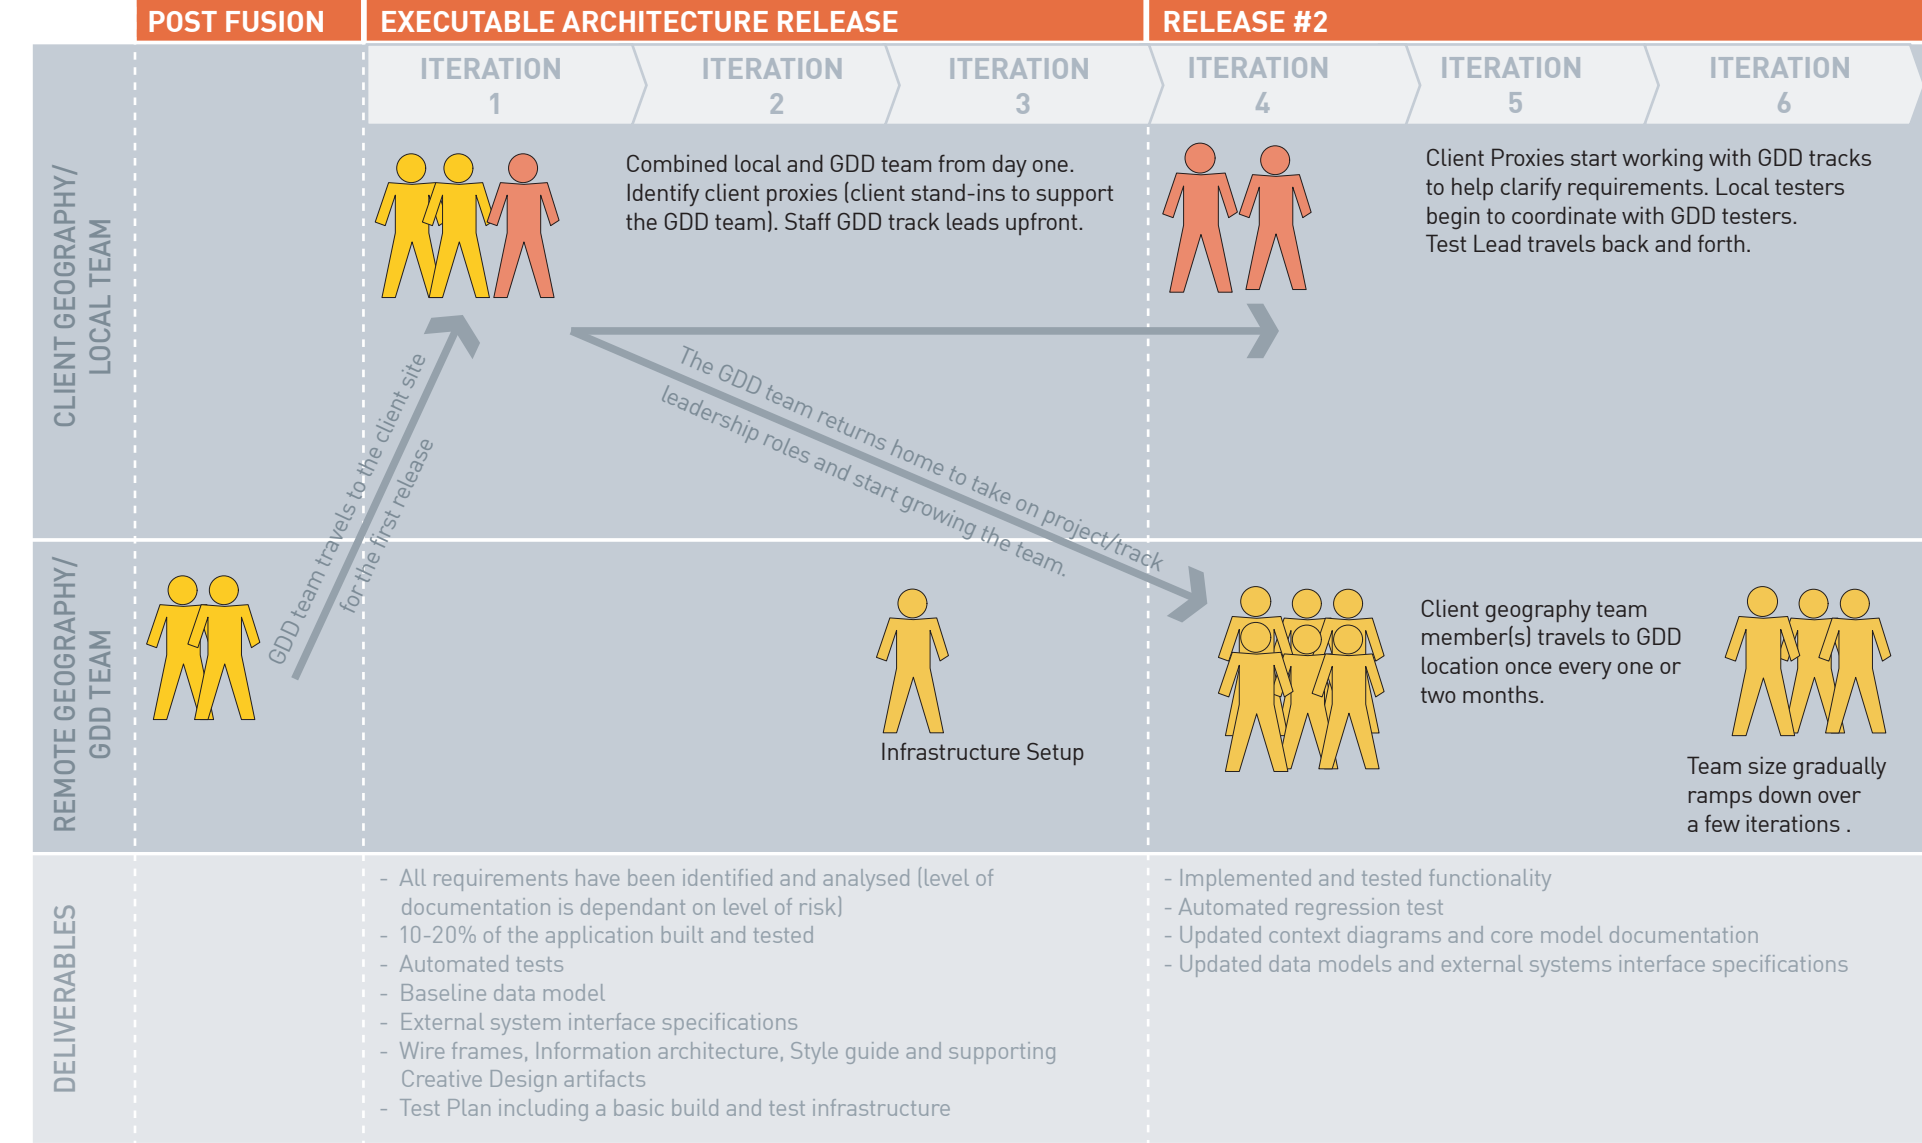 POST FUSION
EXECUTABLE ARCHITECTURE RELEASE
RELEASE #2
ITERATION
1
ITERATION
2
ITERATION
3
ITERATION
4
ITERATION
5
ITERATION
6
CLIENT GEOGRAPHY/
LOCAL TEAM
Combined local and GDD team from day one.
Identify client proxies (client stand-ins to support
the GDD team). Staff GDD track leads upfront.
Client Proxies start working with GDD tracks
to help clarify requirements. Local testers
begin to coordinate with GDD testers.
Test Lead travels back and forth.
GDD team travels to the client site
for the first release
The GDD team returns home to take on project/track
leadership roles and start growing the team.
REMOTE GEOGRAPHY/
GDD TEAM
Infrastructure Setup
Client geography team
member(s) travels to GDD
location once every one or
two months.
Team size gradually
ramps down over
a few iterations .
DELIVERABLES
- All requirements have been identified and analysed (level of
documentation is dependant on level of risk)
- 10-20% of the application built and tested
- Automated tests
- Baseline data model
- External system interface specifications
- Wire frames, Information architecture, Style guide and supporting
Creative Design artifacts
- Test Plan including a basic build and test infrastructure
- Implemented and tested functionality
- Automated regression test
- Updated context diagrams and core model documentation
- Updated data models and external systems interface specifications